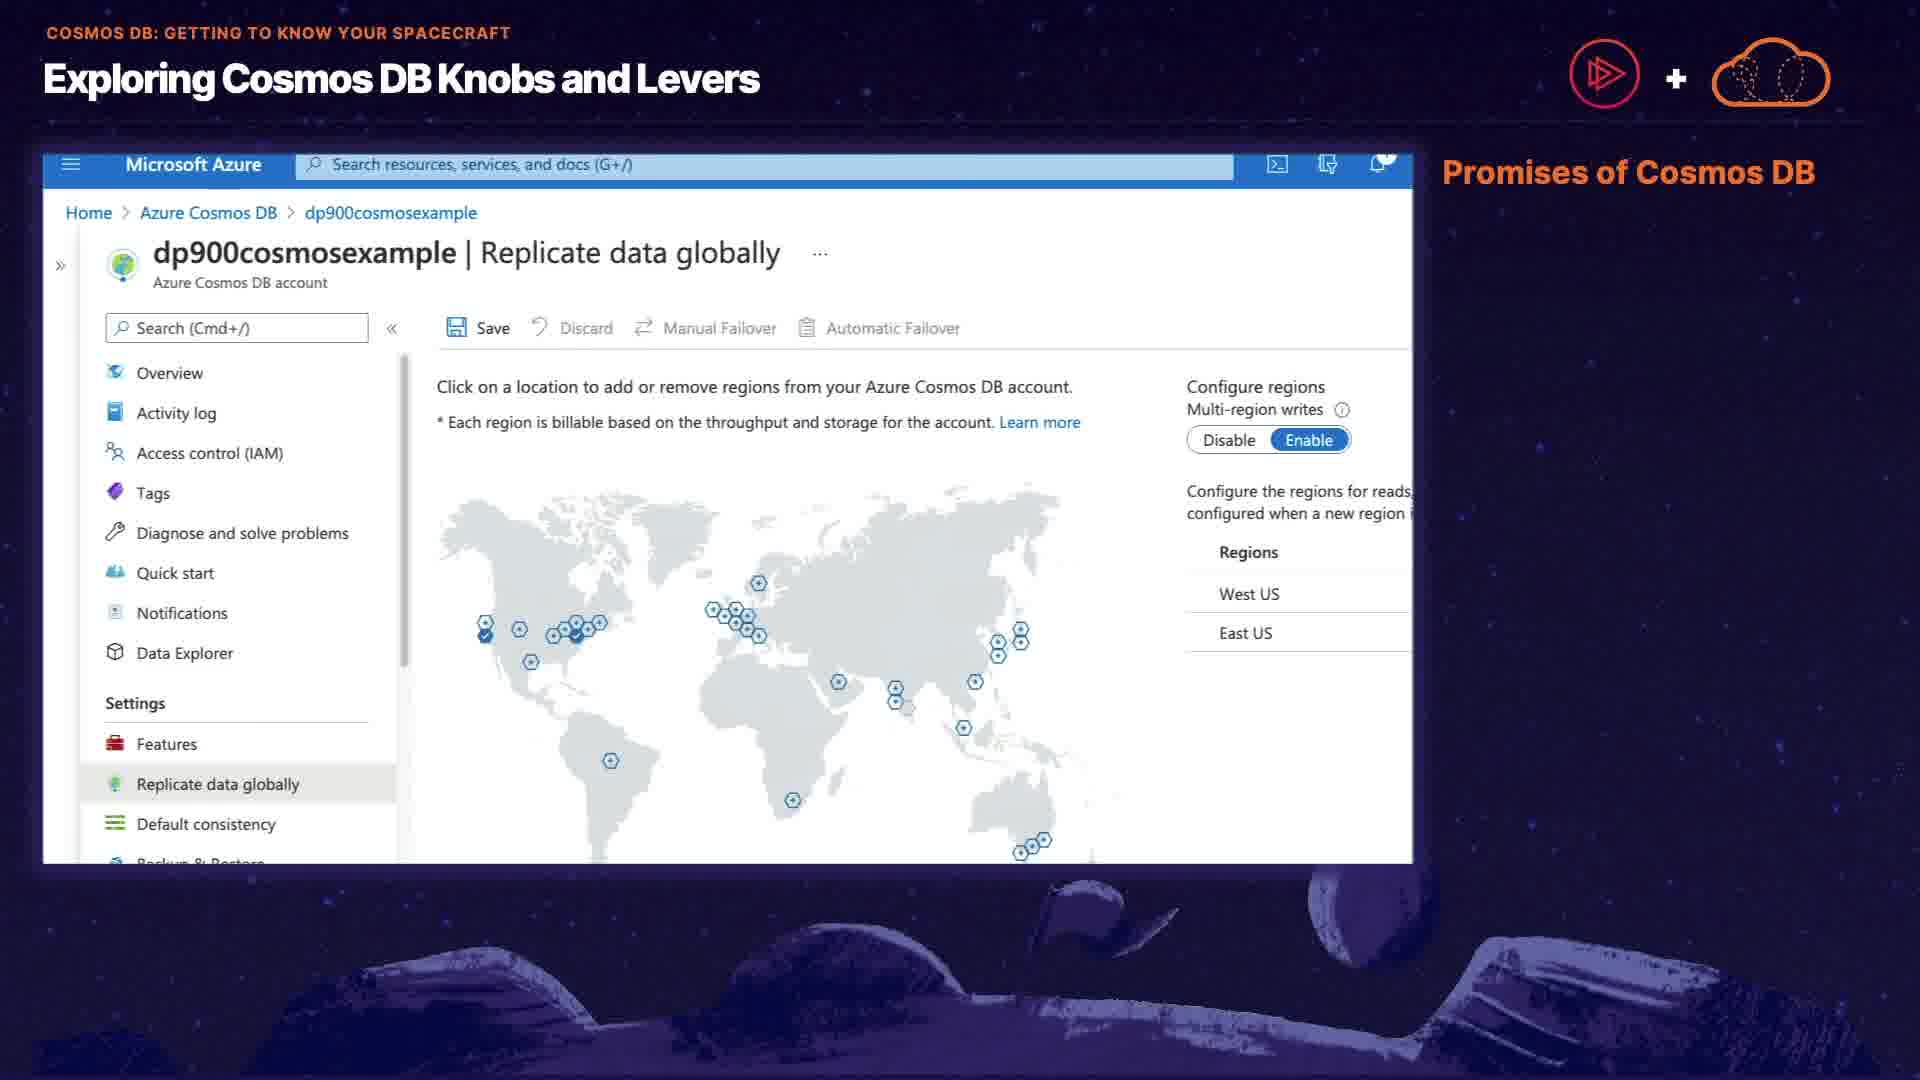 COSMOS DB: GETTING TO KNOW YOUR SPACECRAFT
Exploring Cosmos DB Knobs and Levers
+
Promises of Cosmos DB
Microsoft Azure
Search resources, services, and docs (G+/)
Home > Azure Cosmos DB > dp900cosmosexample
dp900cosmosexample | Replicate data globally ...
Azure Cosmos DB account
Search (Cmd+/)
Overview
Activity log
Access control (IAM)
Tags
Diagnose and solve problems
Quick start
Notifications
Data Explorer
Settings
Features
Replicate data globally
Default consistency
Backup & Restore
Save Discard Manual Failover Automatic Failover
Click on a location to add or remove regions from your Azure Cosmos DB account.
* Each region is billable based on the throughput and storage for the account. Learn more
Configure regions
Multi-region writes
Disable Enable
Configure the regions for reads,
configured when a new region
Regions
West US
East US